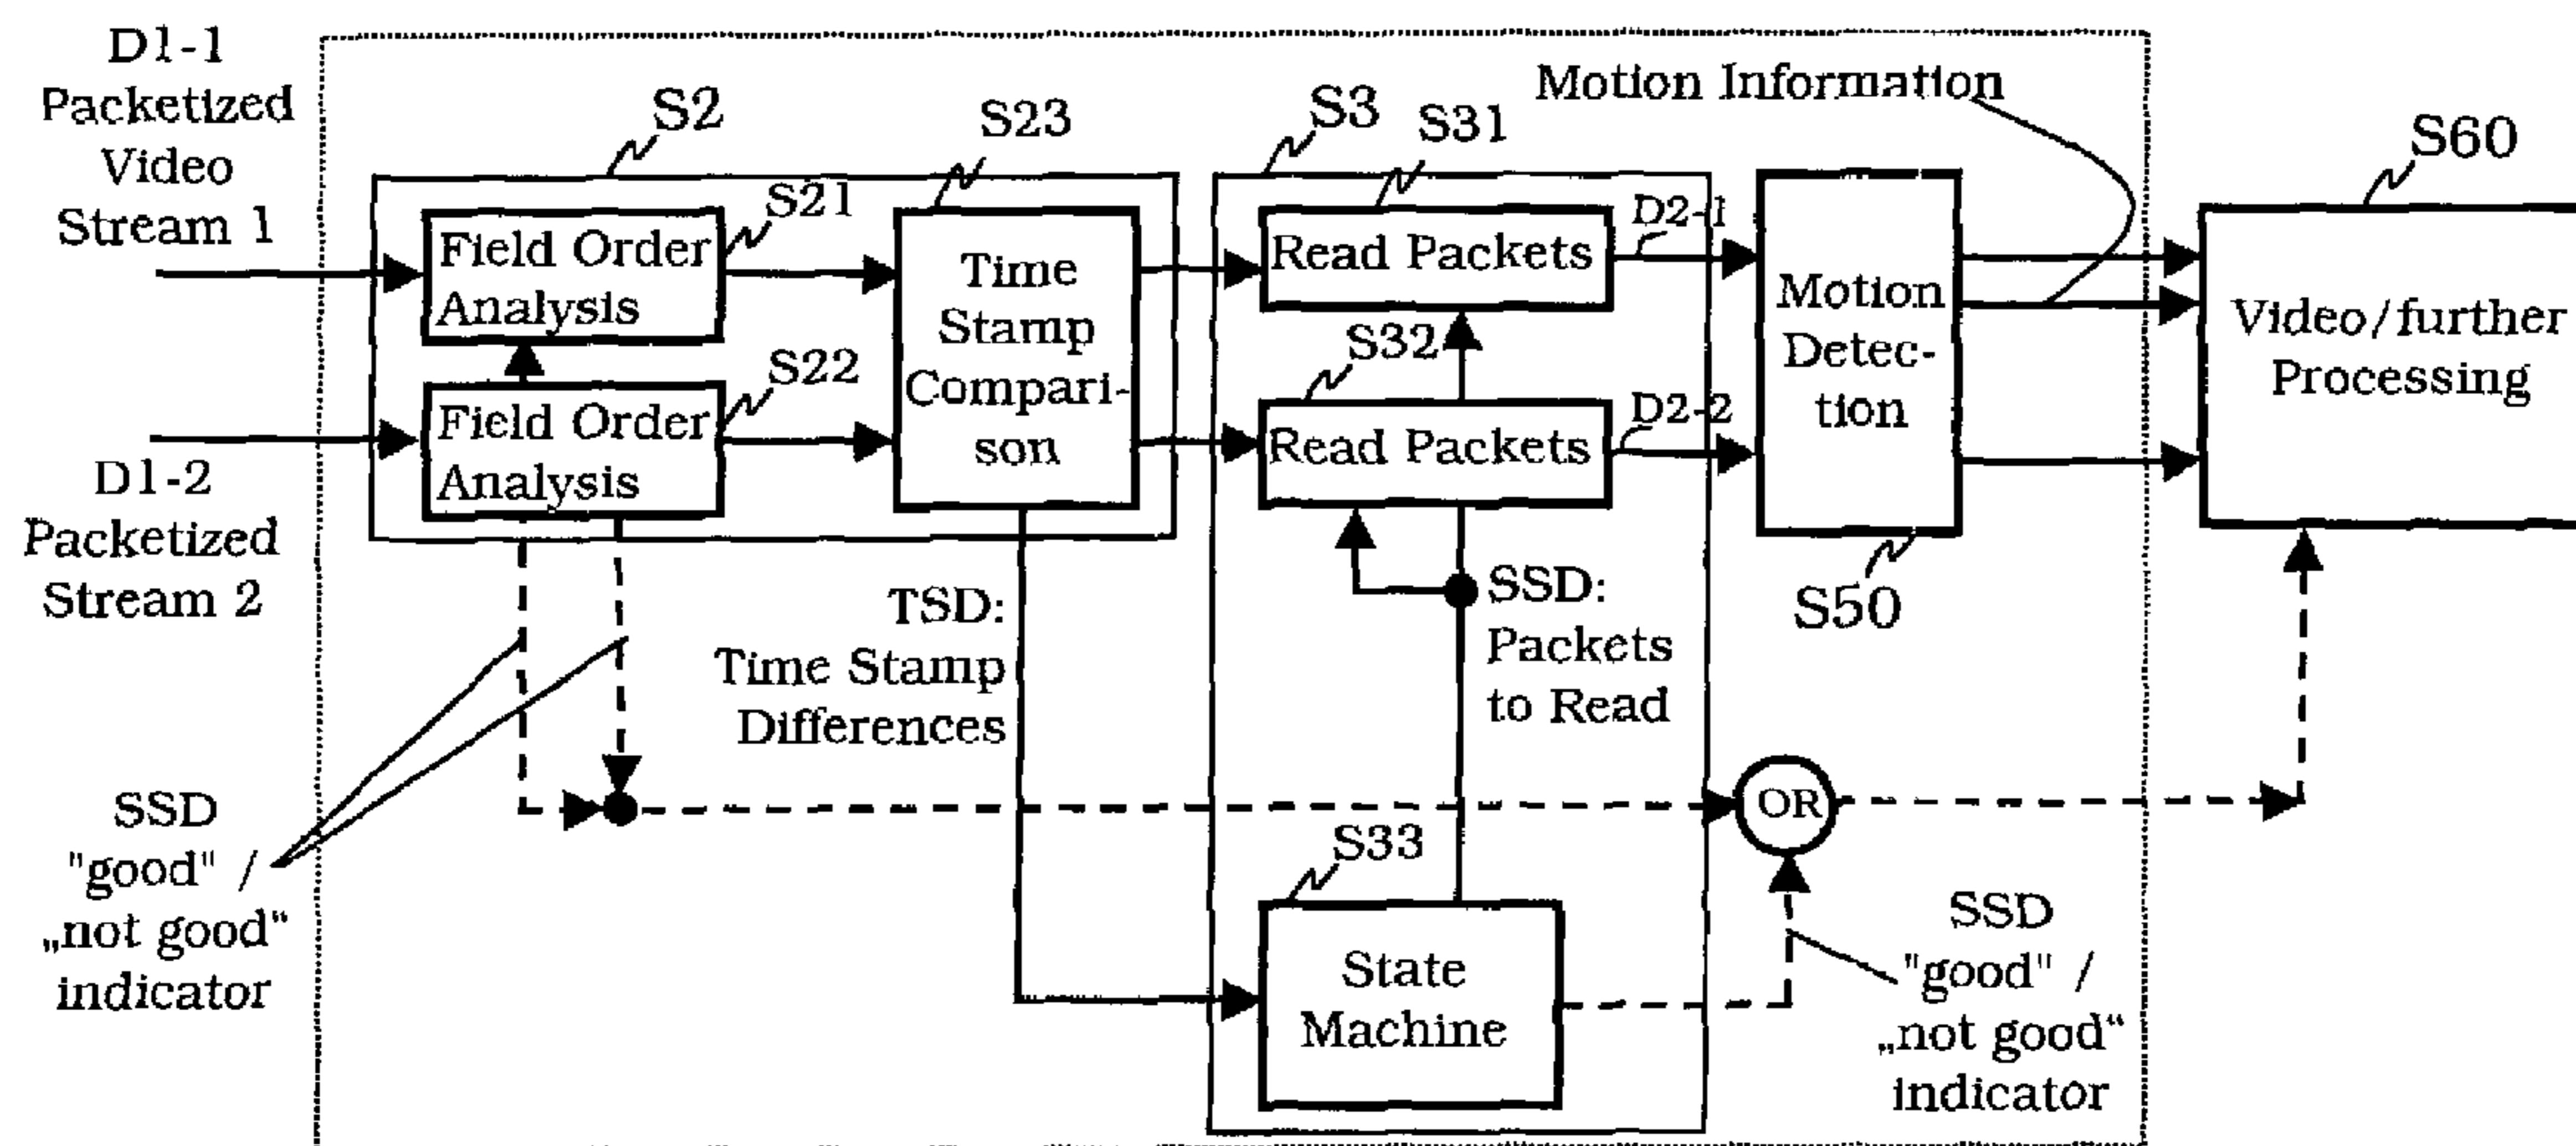 D1-1
Packetized
Video
Stream 1
S2
S23
S3
S31
Motion Information
S60
S21
Field Order
Analysis
Time
Stamp
Compari-
son
Read Packets
D2-1
Motion
Detec-
tion
Video/further
Processing
S22
Field Order
Analysis
S32
Read Packets
D2-2
D1-2
Packetized
Stream 2
TSD:
Time Stamp
Differences
SSD:
Packets
to Read
S50
SSD
"good" /
„not good“
indicator
OR
S33
State
Machine
SSD
"good" /
„not good“
indicator